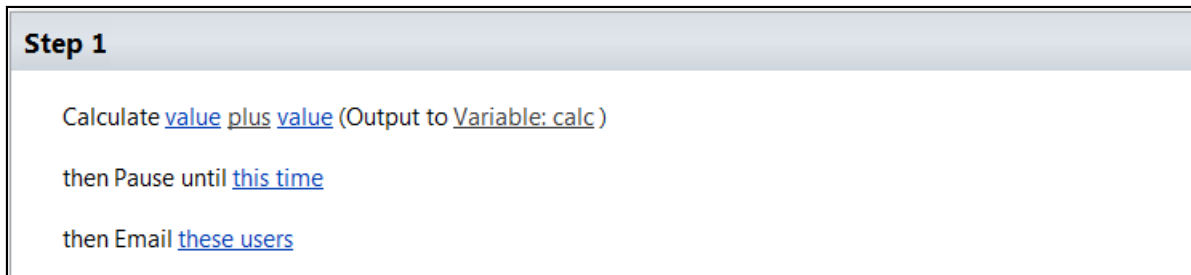 Step 1
Calculate value plus value (Output to Variable: calc )
then Pause until this time
then Email these users